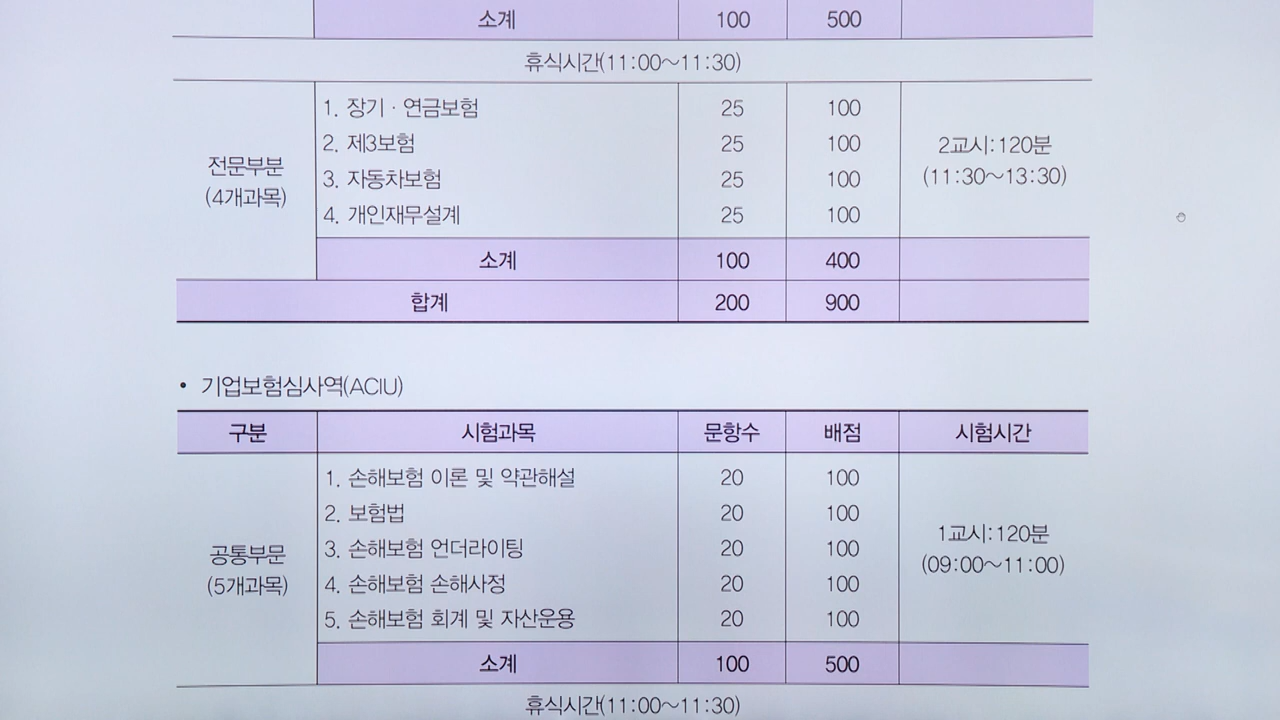 소계 100 500
휴식시간(11:00~11:30)
전문부분
(4개과목)
1. 장기 · 연금보험 25 100
2. 제3보험 25 100
3. 자동차보험 25 100
4. 개인재무설계 25 100
2교시:120분
(11:30~13:30)
소계 100 400
합계 200 900
• 기업보험심사역(ACIU)
구분 시험과목 문항수 배점 시험시간
공통부문
(5개과목)
1. 손해보험 이론 및 약관해설 20 100
2. 보험법 20 100
3. 손해보험 언더라이팅 20 100
4. 손해보험 손해사정 20 100
5. 손해보험 회계 및 자산운용 20 100
1교시:120분
(09:00~11:00)
소계 100 500
휴식시간(11:00~11:30)